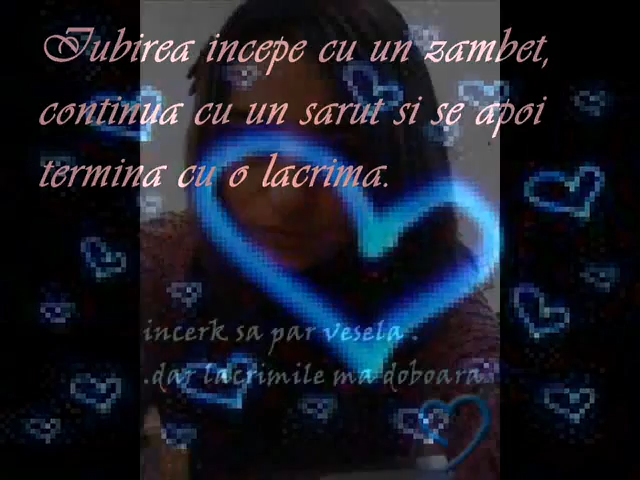 Iubirea incepe cu un zambet,
continua cu un sarut si se apoi
termina cu o lacrima.
incerk sa par vesela .
.dar lacrimile ma doboara